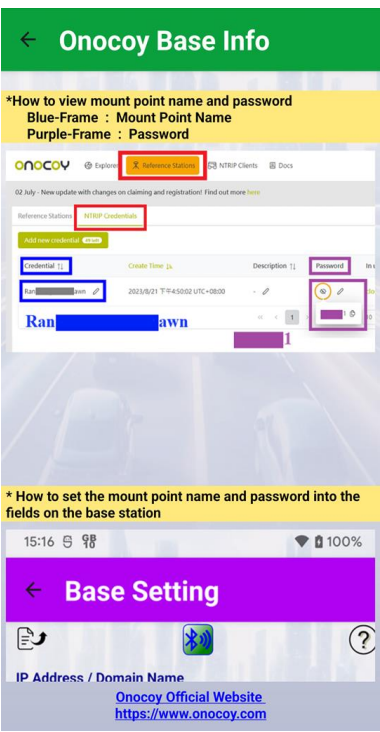 Onocoy Base Info
*How to view mount point name and password
Blue-Frame : Mount Point Name
Purple-Frame : Password
onocoy Explorer Reference Stations NTRIP Clients Docs
02 July - New update with changes on claiming and registration! Find out more here
Reference Stations NTRIP Credentials
Add new credential
Credential Create Time Description Password In u
Ran awn 2023/8/21 下午4:50:02 UTC+08:00 -
1
Ran awn
« < 1 10
1
* How to set the mount point name and password into the
fields on the base station
15:16 100%
Base Setting
IP Address / Domain Name
Onocoy Official Website
https://www.onocoy.com